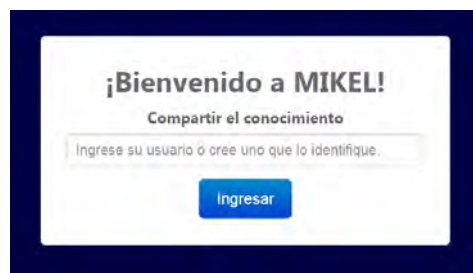 ¡Bienvenido a MIKEL!
Compartir el conocimiento
Ingrese su usuario o cree uno que lo identifique.
Ingresar